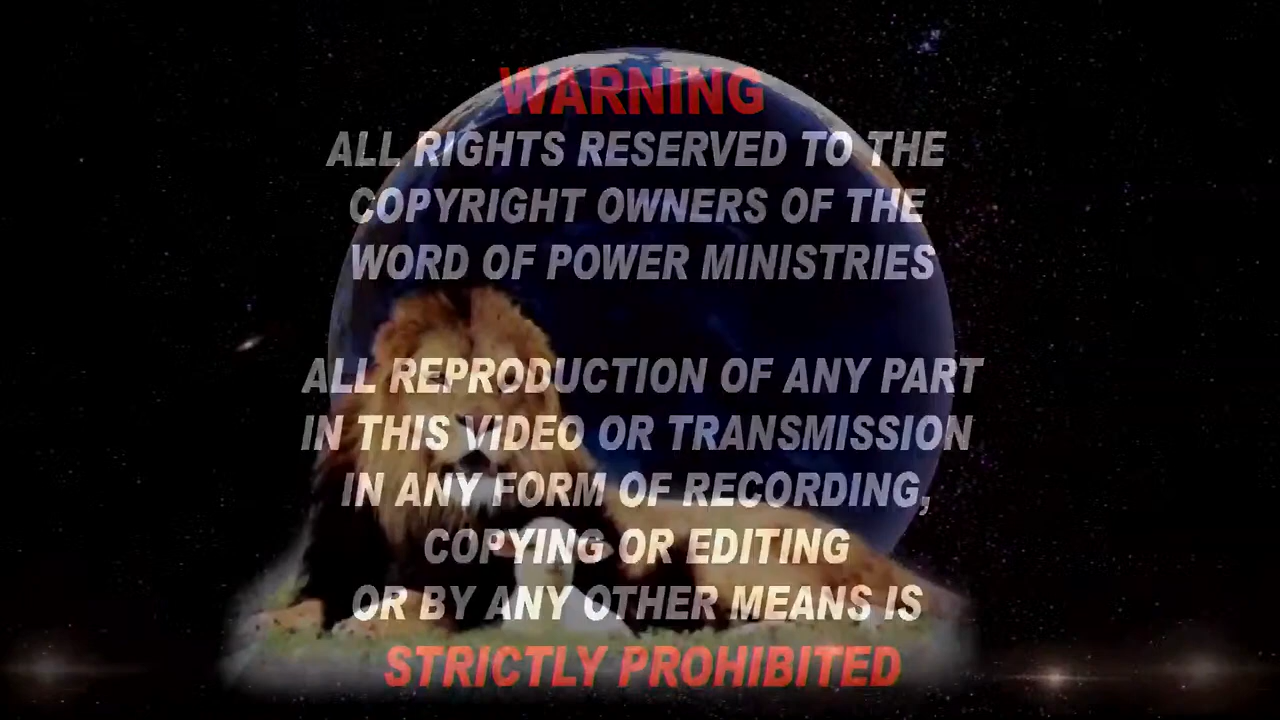 WARNING
ALL RIGHTS RESERVED TO THE
COPYRIGHT OWNERS OF THE
WORD OF POWER MINISTRIES
ALL REPRODUCTION OF ANY PART
IN THIS VIDEO OR TRANSMISSION
IN ANY FORM OF RECORDING,
COPYING OR EDITING
OR BY ANY OTHER MEANS IS
STRICTLY PROHIBITED